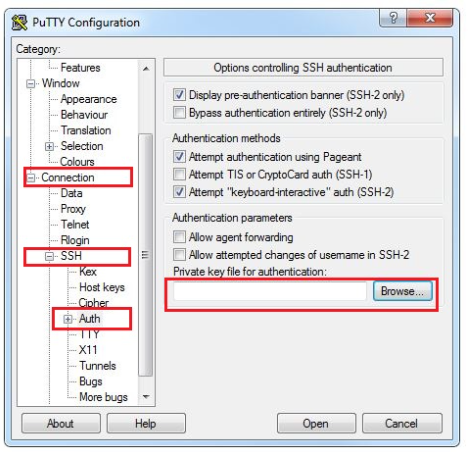 PuTTY Configuration
Category:
Features
Window
Appearance
Behaviour
Translation
Selection
Colours
Connection
Data
Proxy
Telnet
Rlogin
SSH
Kex
Host keys
Cipher
Auth
TTY
X11
Tunnels
Bugs
More bugs
Options controlling SSH authentication
Display pre-authentication banner (SSH-2 only)
Bypass authentication entirely (SSH-2 only)
Authentication methods
Attempt authentication using Pageant
Attempt TIS or CryptoCard auth (SSH-1)
Attempt "keyboard-interactive" auth (SSH-2)
Authentication parameters
Allow agent forwarding
Allow attempted changes of username in SSH-2
Private key file for authentication:
Browse...
About
Help
Open
Cancel